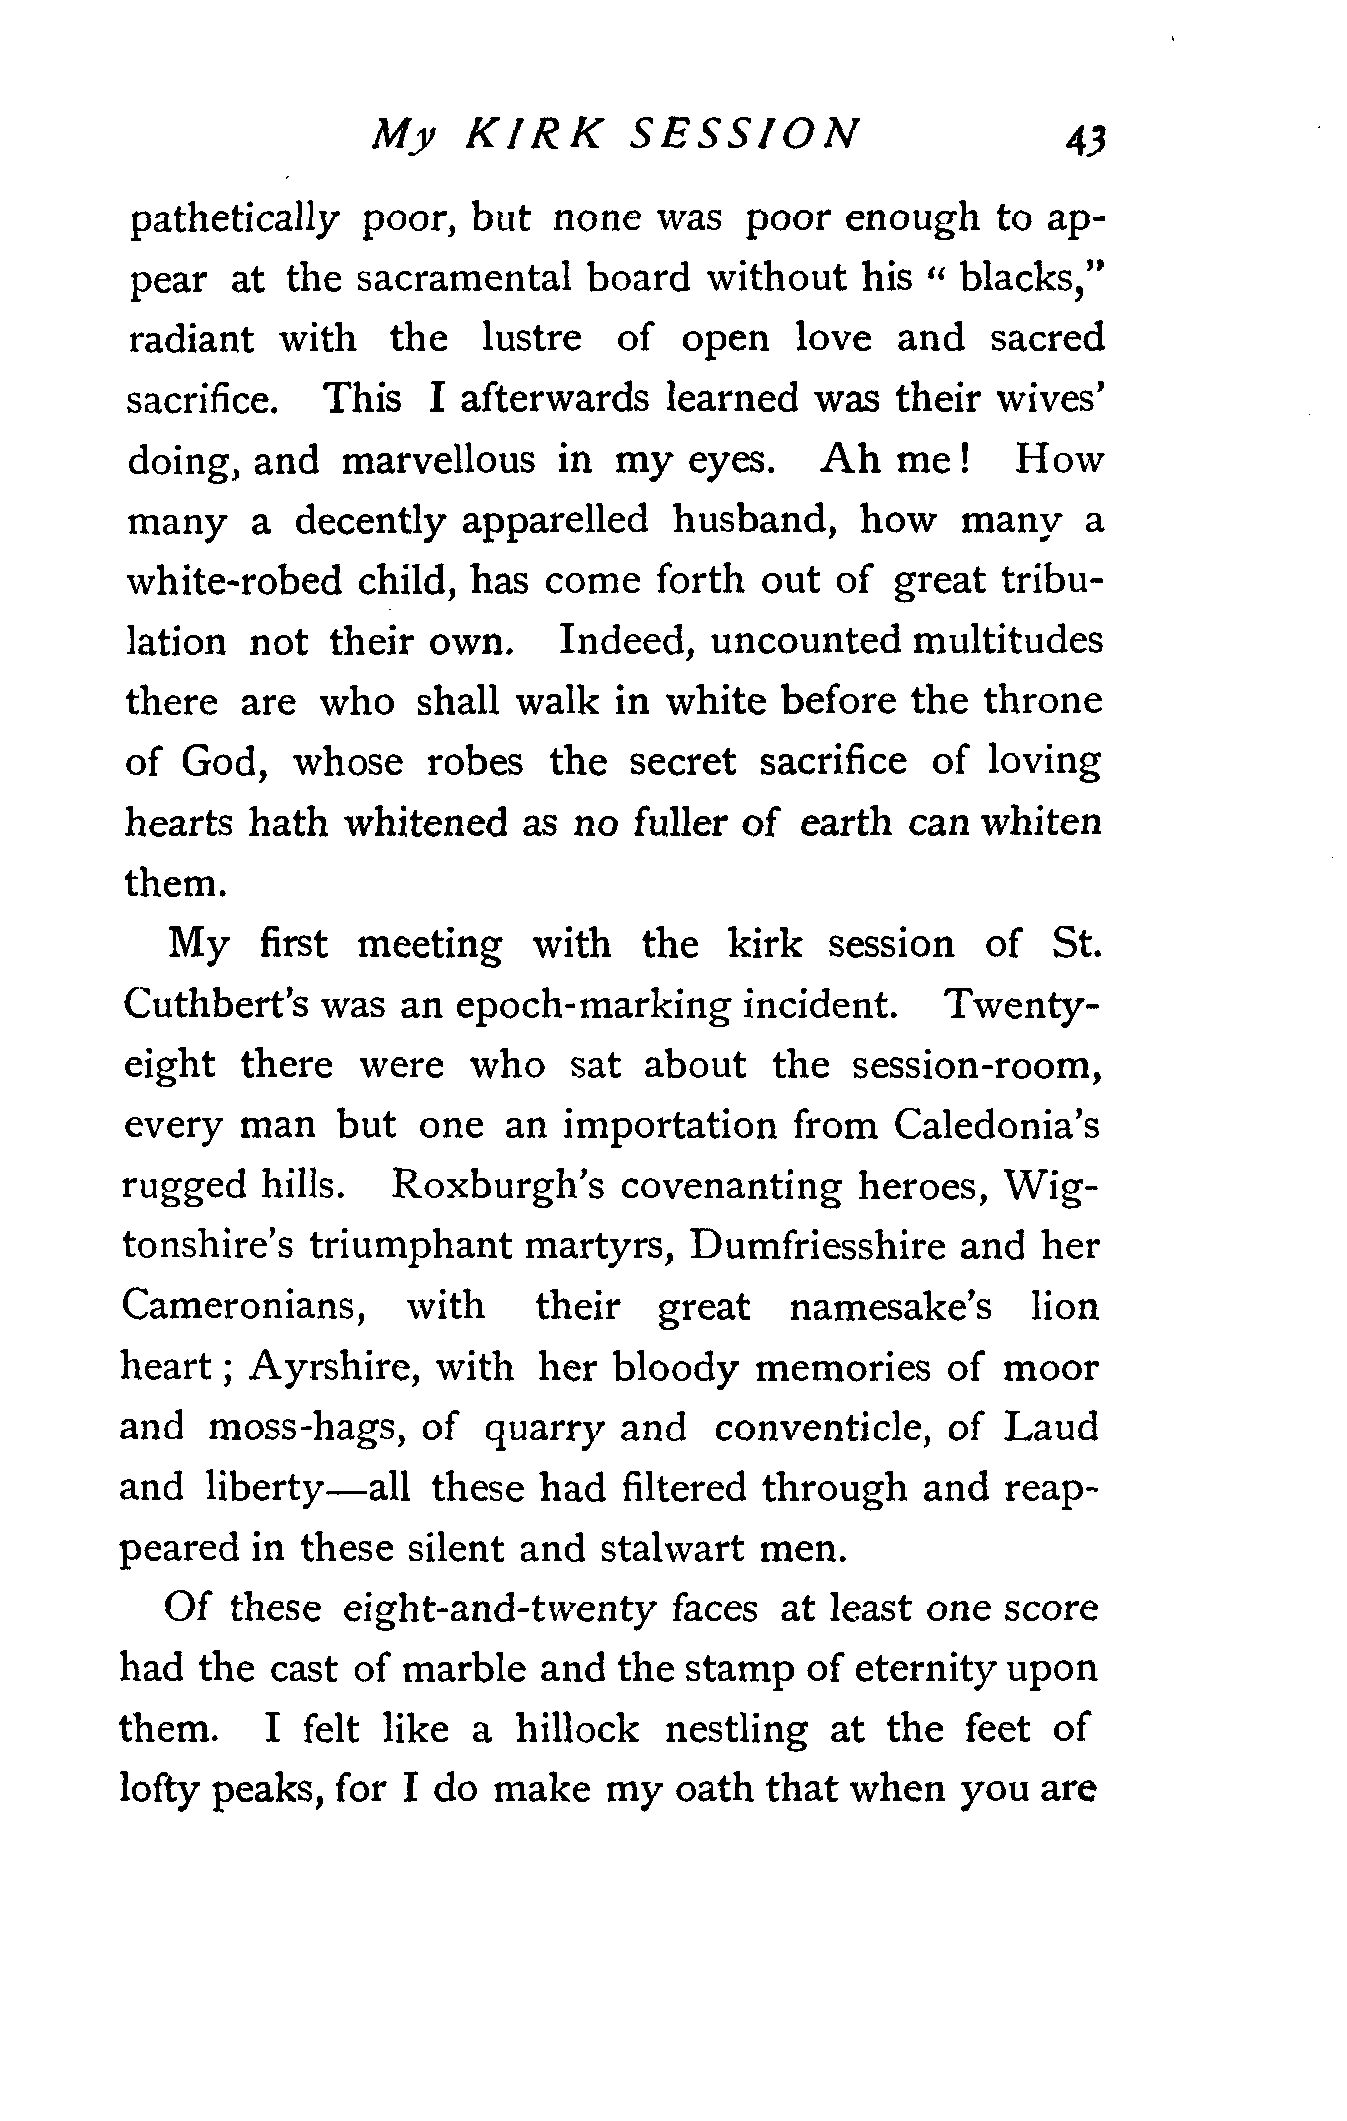 My KIRK SESSION 43
pathetically poor, but none was poor enough to ap-
pear at the sacramental board without his “ blacks,”
radiant with the lustre of open love and sacred
sacrifice. This I afterwards learned was their wives’
doing, and marvellous in my eyes. Ah me ! How
many a decently apparelled husband, how many a
white-robed child, has come forth out of great tribu-
lation not their own. Indeed, uncounted multitudes
there are who shall walk in white before the throne
of God, whose robes the secret sacrifice of loving
hearts hath whitened as no fuller of earth can whiten
them.
My first meeting with the kirk session of St.
Cuthbert’s was an epoch-marking incident. Twenty-
eight there were who sat about the session-room,
every man but one an importation from Caledonia’s
rugged hills. Roxburgh’s covenanting heroes, Wig-
tonshire’s triumphant martyrs, Dumfriesshire and her
Cameronians, with their great namesake’s lion
heart ; Ayrshire, with her bloody memories of moor
and moss-hags, of quarry and conventicle, of Laud
and liberty—all these had filtered through and reap-
peared in these silent and stalwart men.
Of these eight-and-twenty faces at least one score
had the cast of marble and the stamp of eternity upon
them. I felt like a hillock nestling at the feet of
lofty peaks, for I do make my oath that when you are